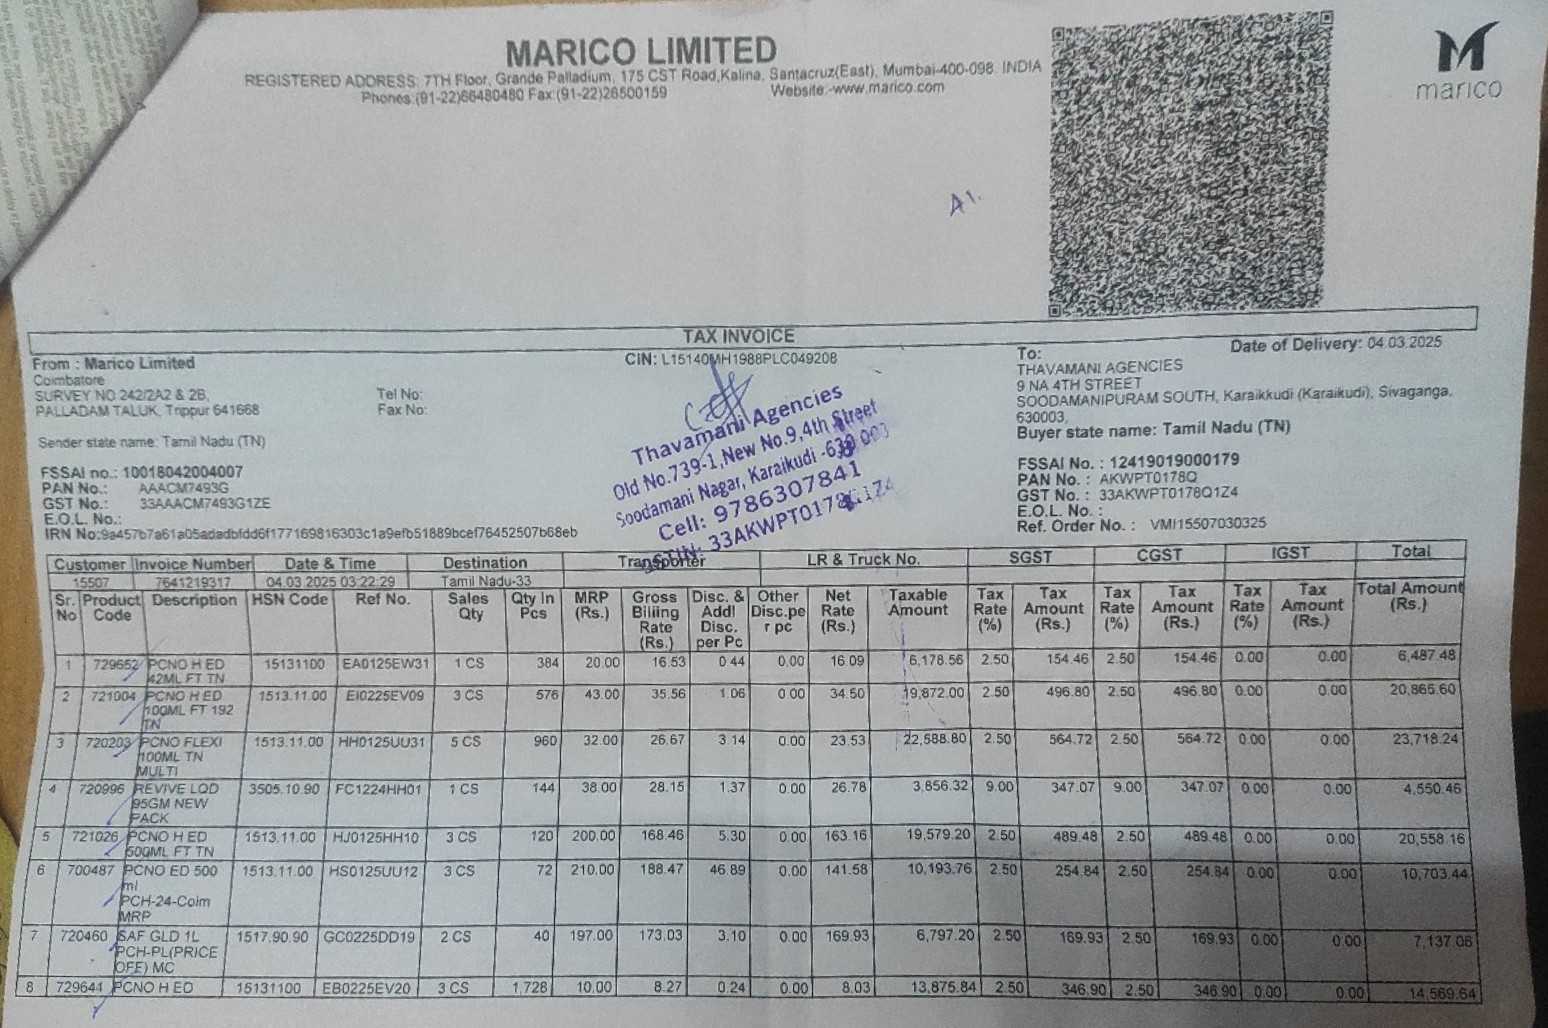 MARICO LIMITED
REGISTERED ADDRESS: 7TH Floor, Grande Palladium, 175 CST Road,Kalina, Santacruz(East), Mumbai-400-098. INDIA
Phones:(91-22)66480480 Fax:(91-22)26500159 Website:-www.marico.com
marico
A1.
TAX INVOICE
From : Marico Limited
Coimbatore
SURVEY NO 242/2A2 & 2B,
PALLADAM TALUK, Trippur 641668
Tel No:
Fax No:
Sender state name: Tamil Nadu (TN)
FSSAI no.: 10018042004007
PAN No.: AAACM7493G
GST No.: 33AAACM7493G1ZE
E.O.L. No.:
IRN No:9a457b7a61a05adadbfdd6f177169816303c1a9efb51889bcef76452507b68eb
CIN: L15140MH1988PLC049208
Thavamani Agencies
Old No.739-1,New No.9,4th Street
Soodamani Nagar, Karaikudi -630 003
Cell: 9786307841
GSTIN: 33AKWPT0178Q1Z4
Date of Delivery: 04.03.2025
To:
THAVAMANI AGENCIES
9 NA 4TH STREET
SOODAMANIPURAM SOUTH, Karaikkudi (Karaikudi), Sivaganga,
630003,
Buyer state name: Tamil Nadu (TN)
FSSAI No. : 12419019000179
PAN No. : AKWPT0178Q
GST No. : 33AKWPT0178Q1Z4
E.O.L. No. :
Ref. Order No. : VMI15507030325
Customer Invoice Number Date & Time Destination Transporter LR & Truck No. SGST CGST IGST Total
15507 7641219317 04.03.2025 03:22:29 Tamil Nadu-33
Sr. Product Description HSN Code Ref No. Sales Qty In MRP Gross Disc. & Other Net Taxable Tax Tax Tax Tax Tax Tax Total Amount
No Code Qty Pcs (Rs.) Billing Addl Disc.pe Rate Amount Rate Amount Rate Amount Rate Amount (Rs.)
Rate Disc. r pc (Rs.) (%) (Rs.) (%) (Rs.) (%) (Rs.)
(Rs.) per Pc
1 729652 PCNO H ED 15131100 EA0125EW31 1 CS 384 20.00 16.53 0.44 0.00 16.09 6,178.56 2.50 154.46 2.50 154.46 0.00 0.00 6,487.48
42ML FT TN
2 721004 PCNO H ED 1513.11.00 EI0225EV09 3 CS 576 43.00 35.56 1.06 0.00 34.50 19,872.00 2.50 496.80 2.50 496.80 0.00 0.00 20,865.60
100ML FT 192
TN
3 720203 PCNO FLEXI 1513.11.00 HH0125UU31 5 CS 960 32.00 26.67 3.14 0.00 23.53 22,588.80 2.50 564.72 2.50 564.72 0.00 0.00 23,718.24
100ML TN
MULTI
4 720996 REVIVE LQD 3505.10.90 FC1224HH01 1 CS 144 38.00 28.15 1.37 0.00 26.78 3,856.32 9.00 347.07 9.00 347.07 0.00 0.00 4,550.46
95GM NEW
PACK
5 721026 PCNO H ED 1513.11.00 HJ0125HH10 3 CS 120 200.00 168.46 5.30 0.00 163.16 19,579.20 2.50 489.48 2.50 489.48 0.00 0.00 20,558.16
500ML FT TN
6 700487 PCNO ED 500 1513.11.00 HS0125UU12 3 CS 72 210.00 188.47 46.89 0.00 141.58 10,193.76 2.50 254.84 2.50 254.84 0.00 0.00 10,703.44
ml
PCH-24-Coim
MRP
7 720460 SAF GLD 1L 1517.90.90 GC0225DD19 2 CS 40 197.00 173.03 3.10 0.00 169.93 6,797.20 2.50 169.93 2.50 169.93 0.00 0.00 7,137.06
PCH-PL(PRICE
OFF) MC
8 729644 PCNO H ED 15131100 EB0225EV20 3 CS 1,728 10.00 8.27 0.24 0.00 8.03 13,875.84 2.50 346.90 2.50 346.90 0.00 0.00 14,569.64